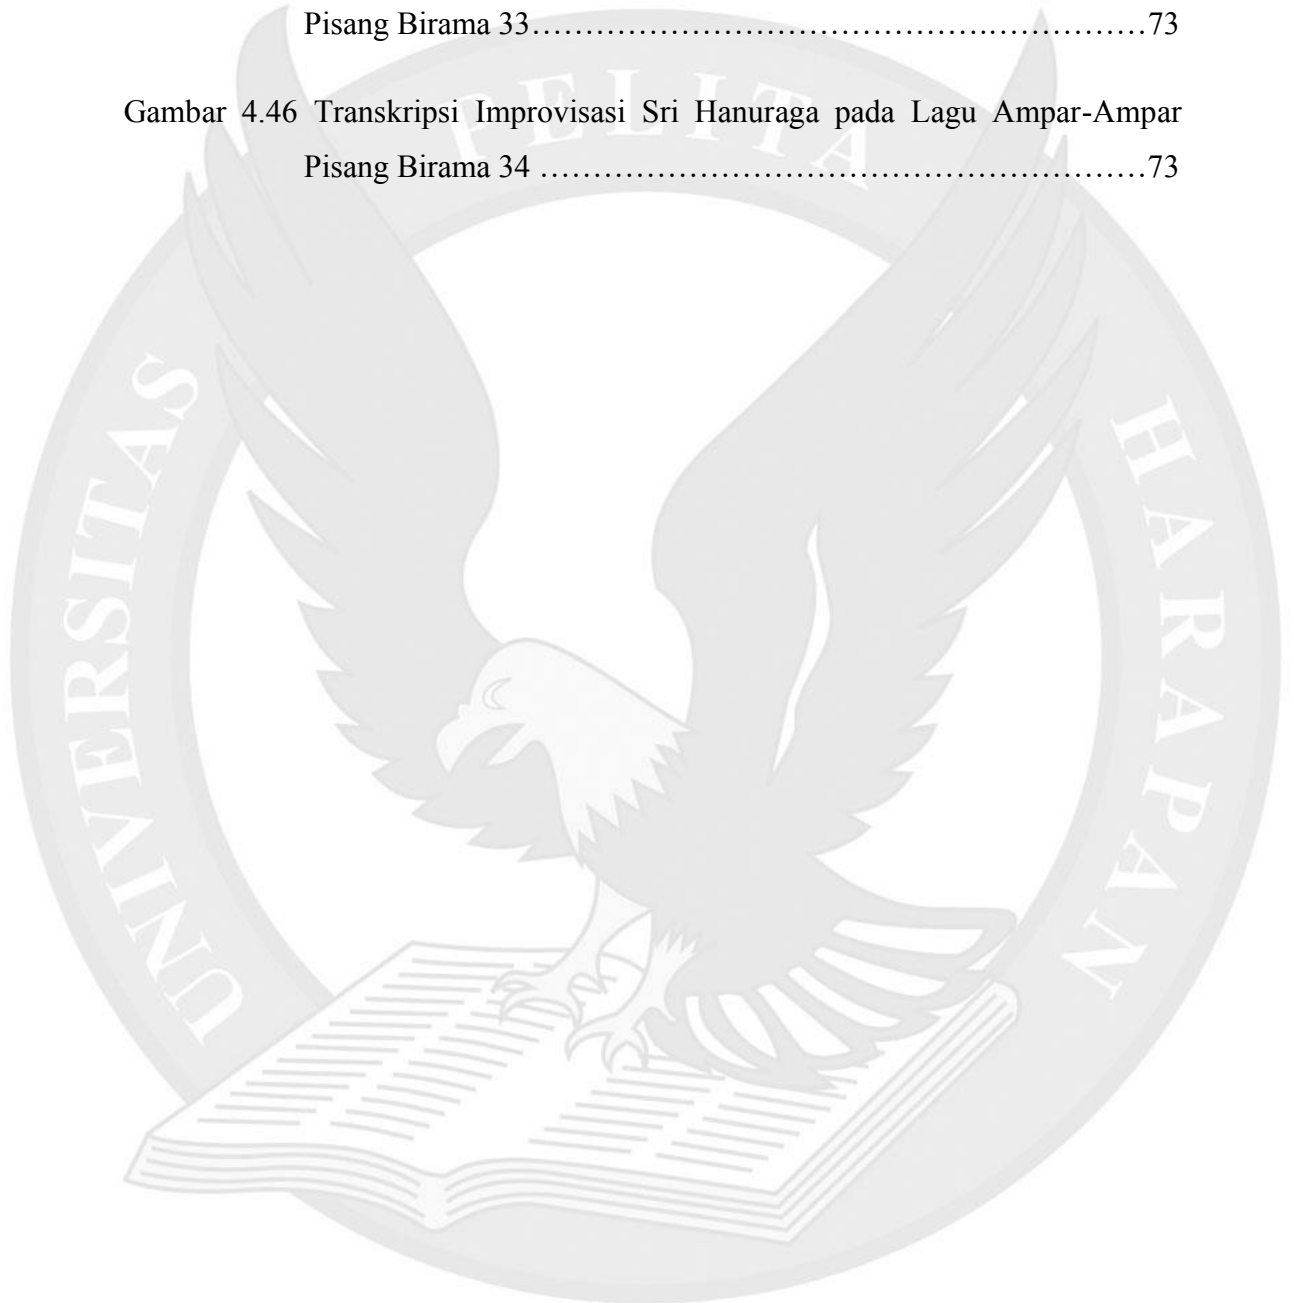 Pisang Birama 33……………………………………….……………73
Gambar 4.46 Transkripsi Improvisasi Sri Hanuraga pada Lagu Ampar-Ampar
Pisang Birama 34 …………………………………………………73
UNIVERSITAS PELITA HARAPAN